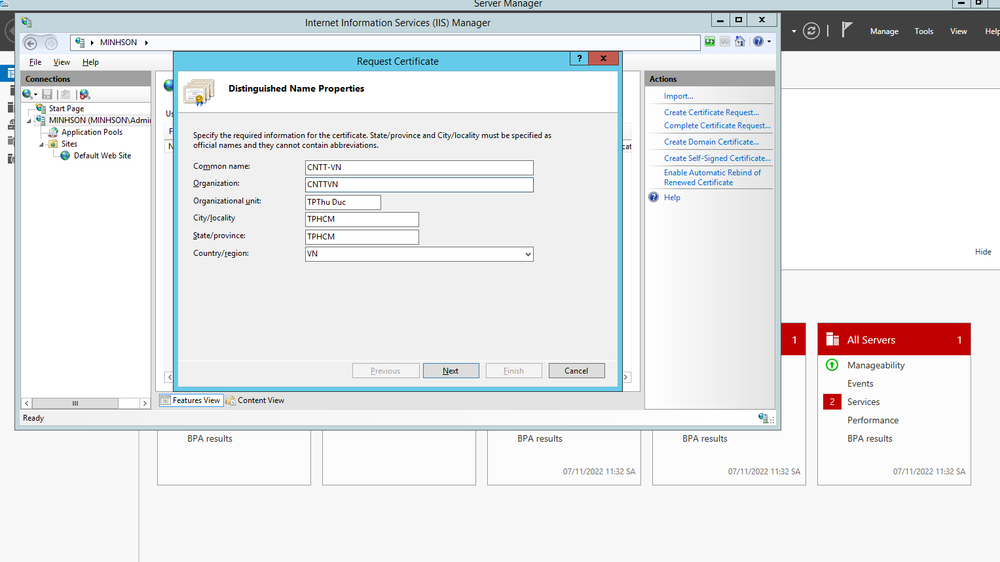 Server Manager
Internet Information Services (IIS) Manager
Manage Tools View Help
MINHSON
File View Help
Request Certificate
?
Connections
Start Page
MINHSON (MINHSON\Admi
Application Pools
Sites
Default Web Site
Distinguished Name Properties
Specify the required information for the certificate. State/province and City/locality must be specified as
official names and they cannot contain abbreviations.
Common name: CNTT-VN
Organization: CNTTVN
Organizational unit: TPThu Duc
City/locality TPHCM
State/province: TPHCM
Country/region: VN
Previous Next Finish Cancel
Actions
Import...
Create Certificate Request...
Complete Certificate Request...
Create Domain Certificate...
Create Self-Signed Certificate...
Enable Automatic Rebind of
Renewed Certificate
Help
Features View Content View
Ready
Hide
1
All Servers 1
Manageability
Events
2 Services
Performance
BPA results BPA results BPA results BPA results
07/11/2022 11:32 SA 07/11/2022 11:32 SA 07/11/2022 11:32 SA